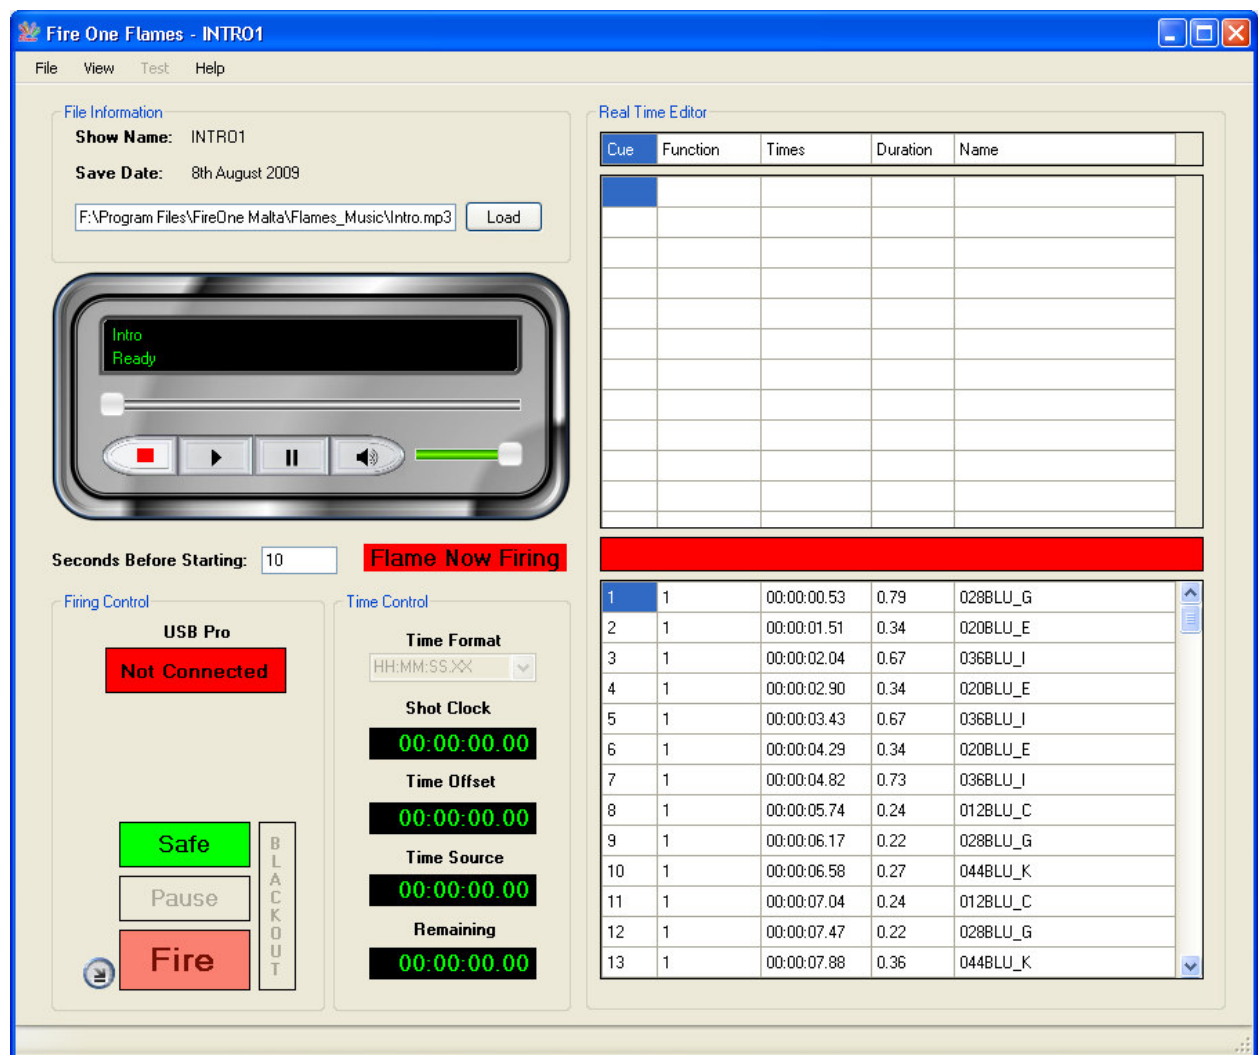 Fire One Flames - INTRO1
File View Test Help
File Information
Show Name: INTRO1
Save Date: 8th August 2009
F:\Program Files\FireOne Malta\Flames_Music\Intro.mp3 Load
Intro
Ready
Seconds Before Starting: 10 Flame Now Firing
Firing Control
USB Pro
Not Connected
Safe
Pause
Fire
BLACKOUT
Time Control
Time Format
HH:MM:SS.XX
Shot Clock
00:00:00.00
Time Offset
00:00:00.00
Time Source
00:00:00.00
Remaining
00:00:00.00
Real Time Editor
Cue Function Times Duration Name
1 1 00:00:00.53 0.79 028BLU_G
2 1 00:00:01.51 0.34 020BLU_E
3 1 00:00:02.04 0.67 036BLU_I
4 1 00:00:02.90 0.34 020BLU_E
5 1 00:00:03.43 0.67 036BLU_I
6 1 00:00:04.29 0.34 020BLU_E
7 1 00:00:04.82 0.73 036BLU_I
8 1 00:00:05.74 0.24 012BLU_C
9 1 00:00:06.17 0.22 028BLU_G
10 1 00:00:06.58 0.27 044BLU_K
11 1 00:00:07.04 0.24 012BLU_C
12 1 00:00:07.47 0.22 028BLU_G
13 1 00:00:07.88 0.36 044BLU_K